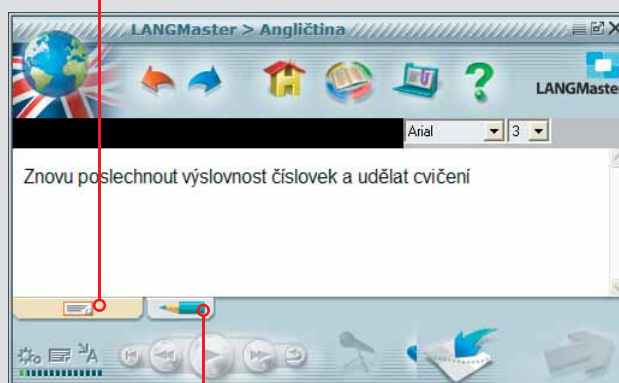 LANGMaster > Angličtina
LANGMaster
Arial 3
Znovu poslechnout výslovnost číslovek a udělat cvičení